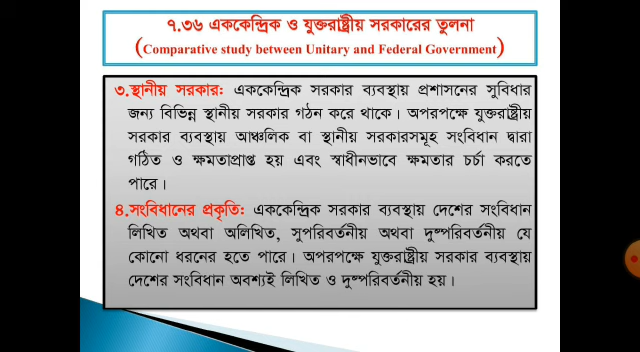 ৭.৩৬ এককেন্দ্রিক ও যুক্তরাষ্ট্রীয় সরকারের তুলনা
(Comparative study between Unitary and Federal Government)
৩.স্থানীয় সরকার: এককেন্দ্রিক সরকার ব্যবস্থায় প্রশাসনের সুবিধার
জন্য বিভিন্ন স্থানীয় সরকার গঠন করে থাকে। অপরপক্ষে যুক্তরাষ্ট্রীয়
সরকার ব্যবস্থায় আঞ্চলিক বা স্থানীয় সরকারসমূহ সংবিধান দ্বারা
গঠিত ও ক্ষমতাপ্রাপ্ত হয় এবং স্বাধীনভাবে ক্ষমতার চর্চা করতে
পারে।
৪.সংবিধানের প্রকৃতি: এককেন্দ্রিক সরকার ব্যবস্থায় দেশের সংবিধান
লিখিত অথবা অলিখিত, সুপরিবর্তনীয় অথবা দুষ্পরিবর্তনীয় যে
কোনো ধরনের হতে পারে। অপরপক্ষে যুক্তরাষ্ট্রীয় সরকার ব্যবস্থায়
দেশের সংবিধান অবশ্যই লিখিত ও দুষ্পরিবর্তনীয় হয়।